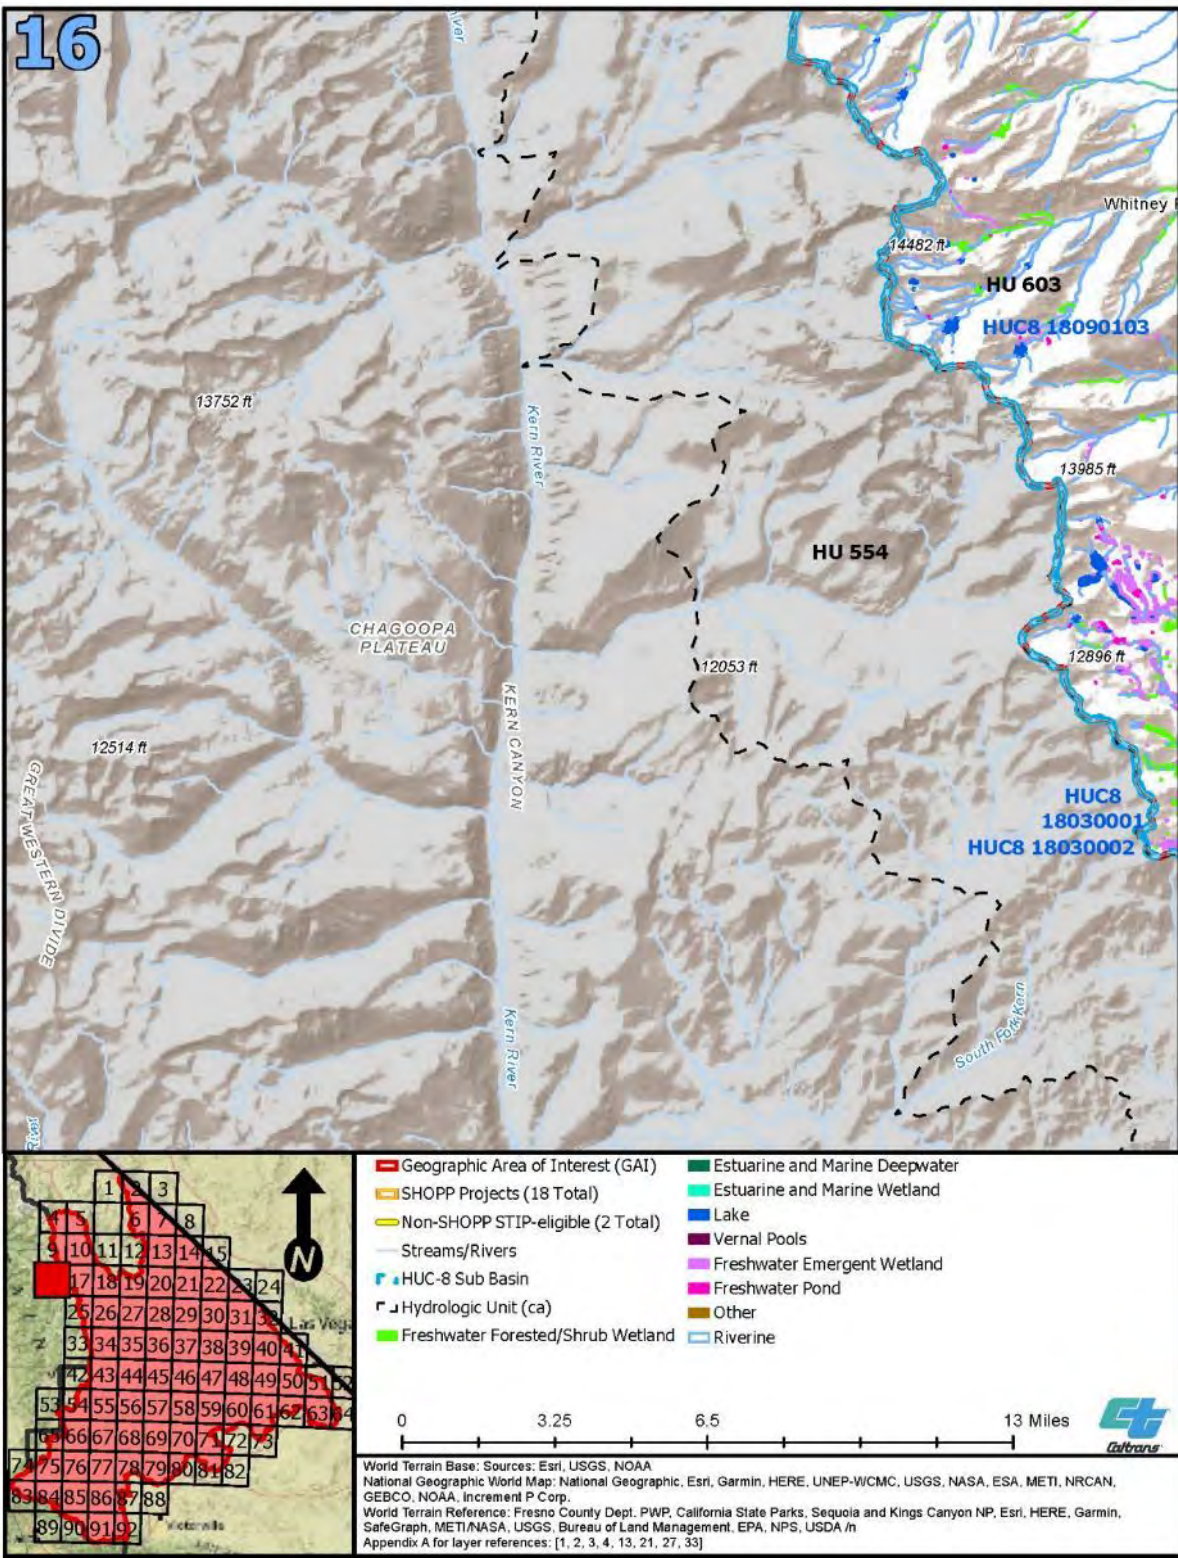 16
River
Whitney
14482 ft
HU 603
HUC8 18090103
13752 ft
Kern River
13985 ft
HU 554
CHAGOOPA
PLATEAU
12053 ft
12896 ft
KERN CANYON
12514 ft
GREAT WESTERN DIVIDE
HUC8
18030001
HUC8 18030002
South Fork Kern
Kern River
River
1 2 3
4 5 6 7 8
9 10 11 12 13 14 15
17 18 19 20 21 22 23 24
25 26 27 28 29 30 31 32
Las Vega
33 34 35 36 37 38 39 40 41
42 43 44 45 46 47 48 49 50 51 52
53 54 55 56 57 58 59 60 61 62 63 64
65 66 67 68 69 70 71 72 73
74 75 76 77 78 79 80 81 82
83 84 85 86 87 88
89 90 91 92
Victorville
N
Geographic Area of Interest (GAI)
SHOPP Projects (18 Total)
Non-SHOPP STIP-eligible (2 Total)
Streams/Rivers
HUC-8 Sub Basin
Hydrologic Unit (ca)
Freshwater Forested/Shrub Wetland
Estuarine and Marine Deepwater
Estuarine and Marine Wetland
Lake
Vernal Pools
Freshwater Emergent Wetland
Freshwater Pond
Other
Riverine
0 3.25 6.5 13 Miles
Caltrans
World Terrain Base: Sources: Esri, USGS, NOAA
National Geographic World Map: National Geographic, Esri, Garmin, HERE, UNEP-WCMC, USGS, NASA, ESA, METI, NRCAN,
GEBCO, NOAA, Increment P Corp.
World Terrain Reference: Fresno County Dept. PWP, California State Parks, Sequoia and Kings Canyon NP, Esri, HERE, Garmin,
SafeGraph, METI/NASA, USGS, Bureau of Land Management, EPA, NPS, USDA /n
Appendix A for layer references: [1, 2, 3, 4, 13, 21, 27, 33]